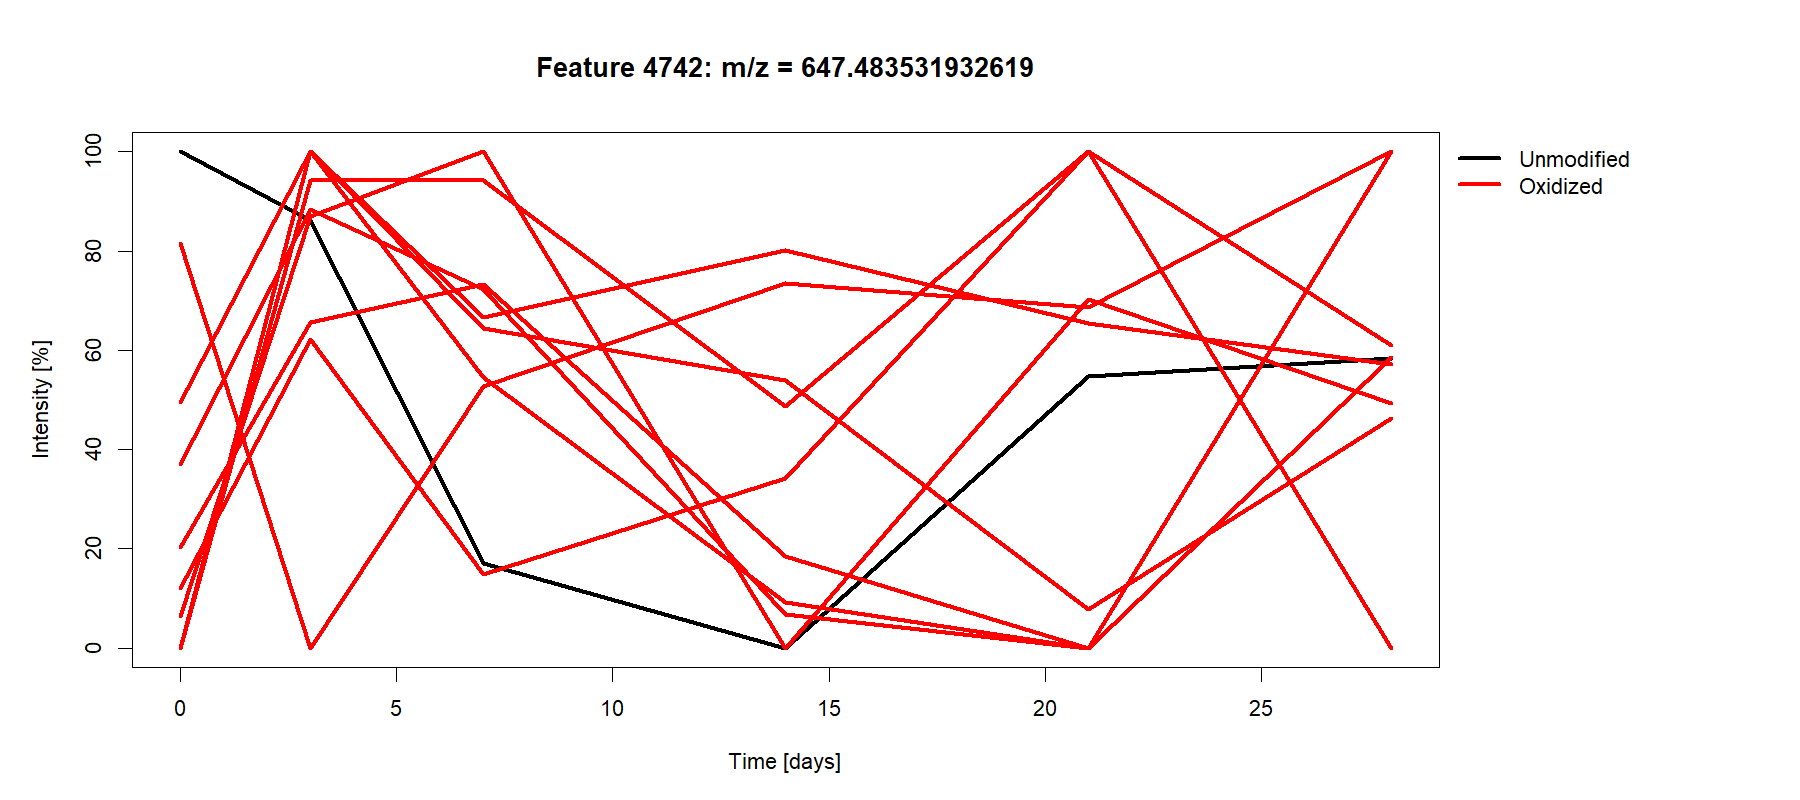 Feature 4742: m/z = 647.483531932619
Unmodified
Oxidized
Intensity [%]
100
80
60
40
20
0
0 5 10 15 20 25
Time [days]